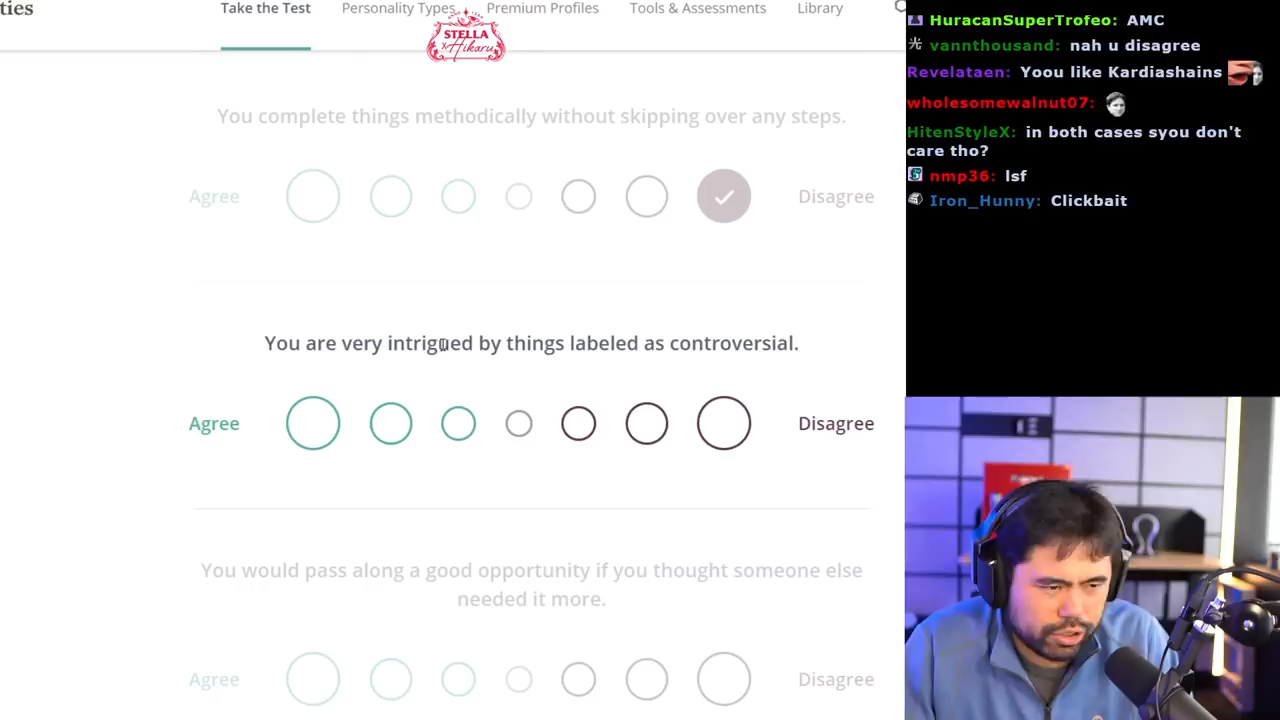 ties
Take the Test
Personality Types
Premium Profiles
Tools & Assessments
Library
STELLA
x Hikaru
You complete things methodically without skipping over any steps.
Agree
Disagree
You are very intrigued by things labeled as controversial.
Agree
Disagree
You would pass along a good opportunity if you thought someone else
needed it more.
Agree
Disagree
HuracanSuperTrofeo: AMC
vannthousand: nah u disagree
Revelataen: Yoou like Kardiashains
wholesomewalnut07:
HitenStyleX: in both cases syou don't
care tho?
nmp36: lsf
Iron_Hunny: Clickbait